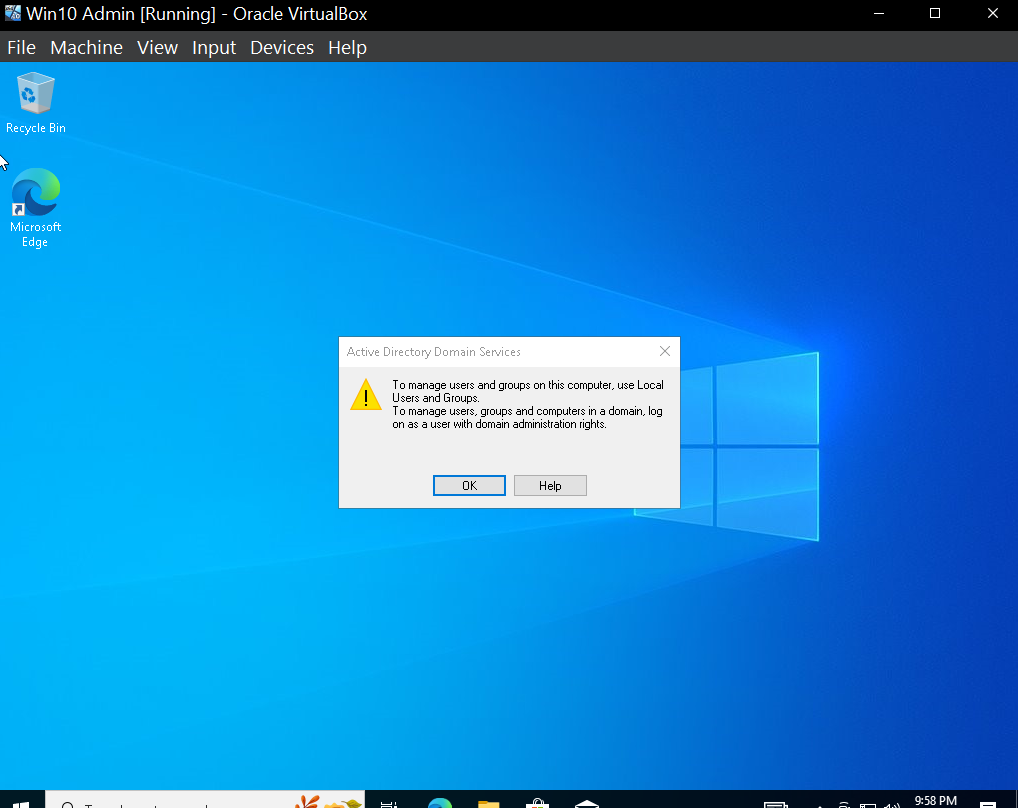 Win10 Admin [Running] - Oracle VirtualBox
File Machine View Input Devices Help
Recycle Bin
Microsoft
Edge
Active Directory Domain Services
To manage users and groups on this computer, use Local
Users and Groups.
To manage users, groups and computers in a domain, log
on as a user with domain administration rights.
OK Help
9:58 PM